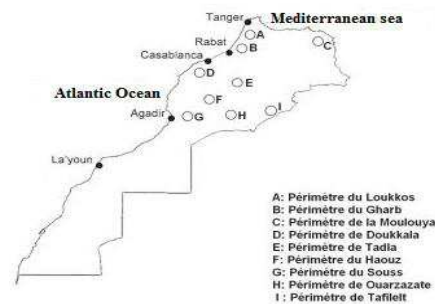 Tanger
Mediterranean sea
A
Rabat
B
C
Casablanca
D
E
Atlantic Ocean
F
I
Agadir
G
H
La'youn
A: Périmètre du Loukkos
B: Périmètre du Gharb
C: Périmètre de la Moulouya
D: Périmètre de Doukkala
E: Périmètre de Tadla
F: Périmètre du Haouz
G: Périmètre du Souss
H: Périmètre de Ouarzazate
I : Périmètre de Tafilelt